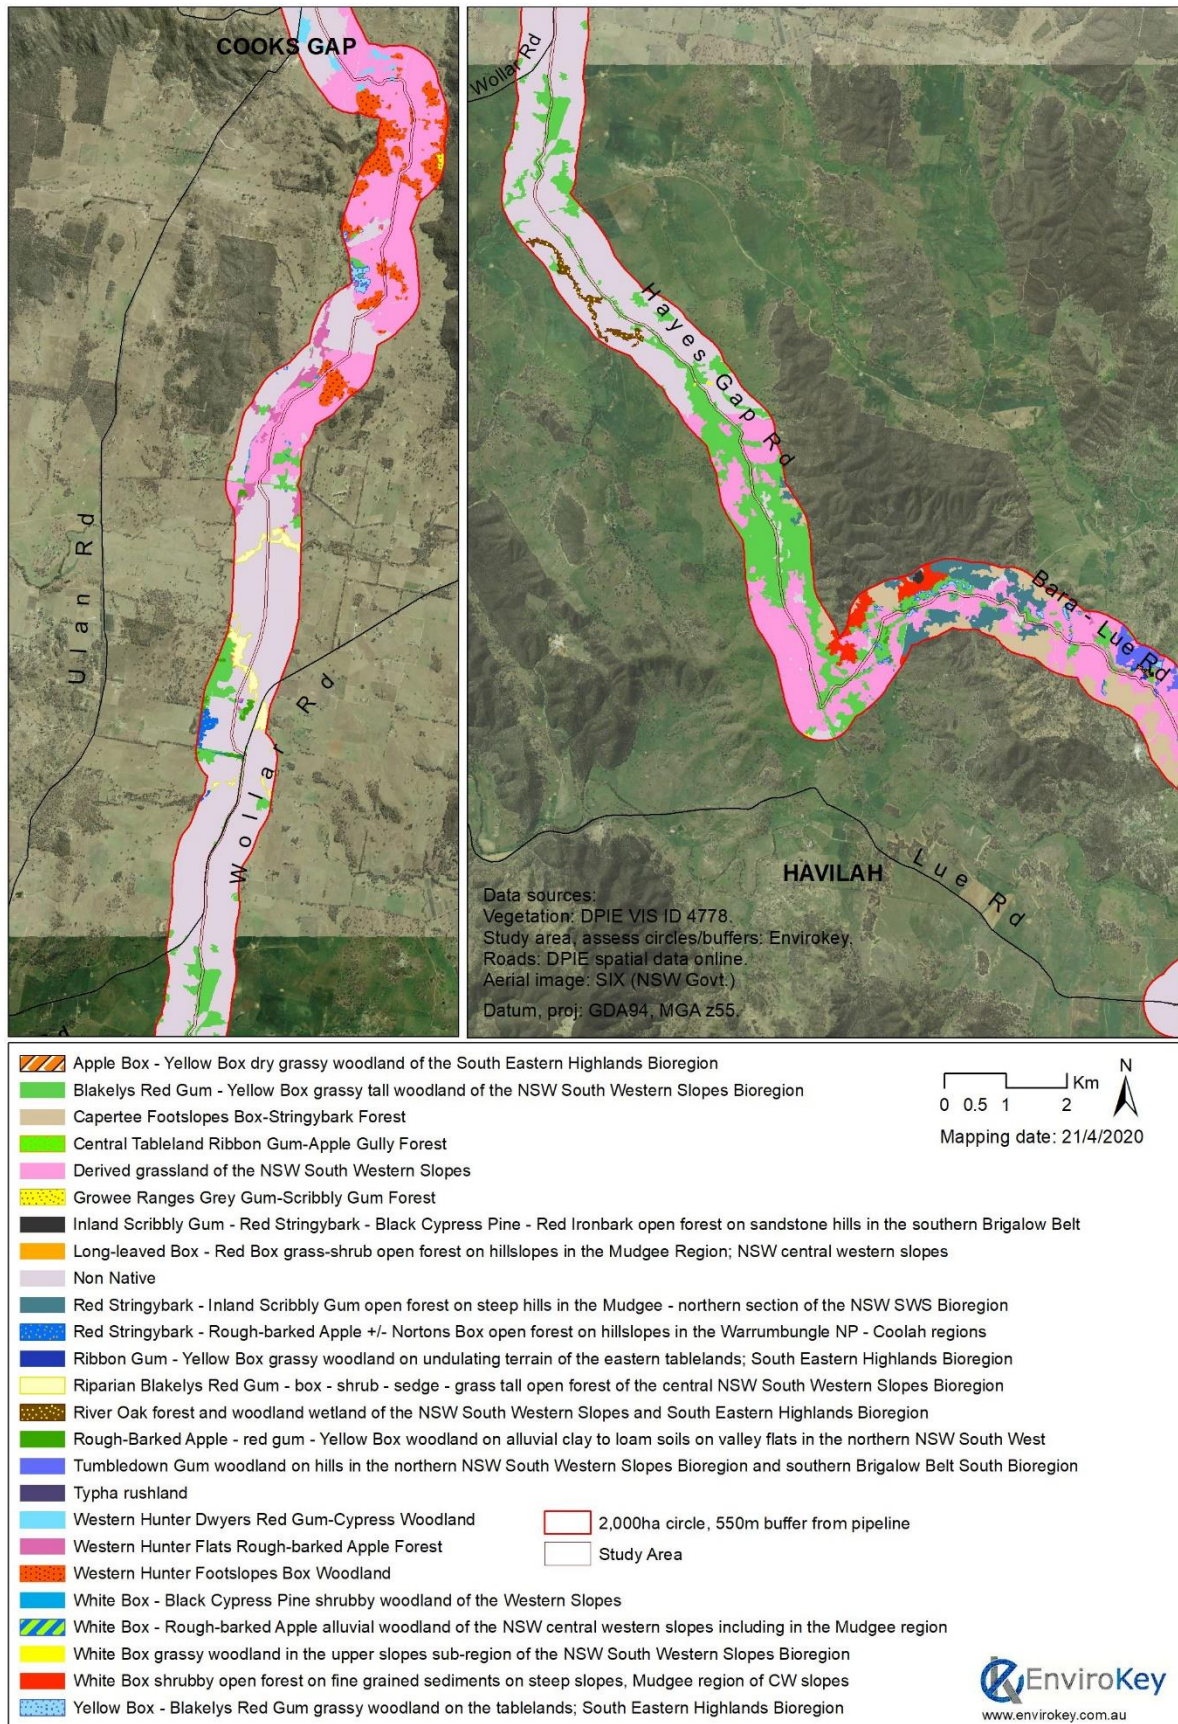 COOKS GAP
Ulan Rd
Wollar Rd
d
Wollar Rd
Hayes Gap Rd
Bara - Lue Rd
HAVILAH
Lue Rd
Data sources:
Vegetation: DPIE VIS ID 4778.
Study area, assess circles/buffers: Envirokey.
Roads: DPIE spatial data online.
Aerial image: SIX (NSW Govt.)
Datum, proj: GDA94, MGA z55.
Apple Box - Yellow Box dry grassy woodland of the South Eastern Highlands Bioregion
Blakelys Red Gum - Yellow Box grassy tall woodland of the NSW South Western Slopes Bioregion
Capertee Footslopes Box-Stringybark Forest
Central Tableland Ribbon Gum-Apple Gully Forest
Derived grassland of the NSW South Western Slopes
Growee Ranges Grey Gum-Scribbly Gum Forest
Inland Scribbly Gum - Red Stringybark - Black Cypress Pine - Red Ironbark open forest on sandstone hills in the southern Brigalow Belt
Long-leaved Box - Red Box grass-shrub open forest on hillslopes in the Mudgee Region; NSW central western slopes
Non Native
Red Stringybark - Inland Scribbly Gum open forest on steep hills in the Mudgee - northern section of the NSW SWS Bioregion
Red Stringybark - Rough-barked Apple +/- Nortons Box open forest on hillslopes in the Warrumbungle NP - Coolah regions
Ribbon Gum - Yellow Box grassy woodland on undulating terrain of the eastern tablelands; South Eastern Highlands Bioregion
Riparian Blakelys Red Gum - box - shrub - sedge - grass tall open forest of the central NSW South Western Slopes Bioregion
River Oak forest and woodland wetland of the NSW South Western Slopes and South Eastern Highlands Bioregion
Rough-Barked Apple - red gum - Yellow Box woodland on alluvial clay to loam soils on valley flats in the northern NSW South West
Tumbledown Gum woodland on hills in the northern NSW South Western Slopes Bioregion and southern Brigalow Belt South Bioregion
Typha rushland
Western Hunter Dwyers Red Gum-Cypress Woodland
Western Hunter Flats Rough-barked Apple Forest
Western Hunter Footslopes Box Woodland
White Box - Black Cypress Pine shrubby woodland of the Western Slopes
White Box - Rough-barked Apple alluvial woodland of the NSW central western slopes including in the Mudgee region
White Box grassy woodland in the upper slopes sub-region of the NSW South Western Slopes Bioregion
White Box shrubby open forest on fine grained sediments on steep slopes, Mudgee region of CW slopes
Yellow Box - Blakelys Red Gum grassy woodland on the tablelands; South Eastern Highlands Bioregion
2,000ha circle, 550m buffer from pipeline
Study Area
Km
N
0 0.5 1 2
Mapping date: 21/4/2020
EnviroKey
www.envirokey.com.au